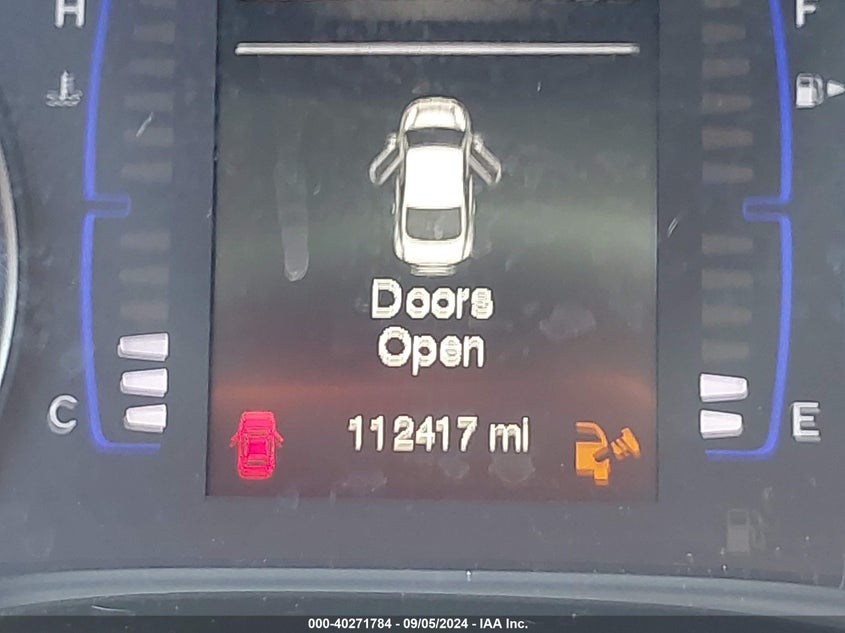 H
F
Doors
Open
C
112417 mi
E
000-40271784 - 09/05/2024 - IAA Inc.